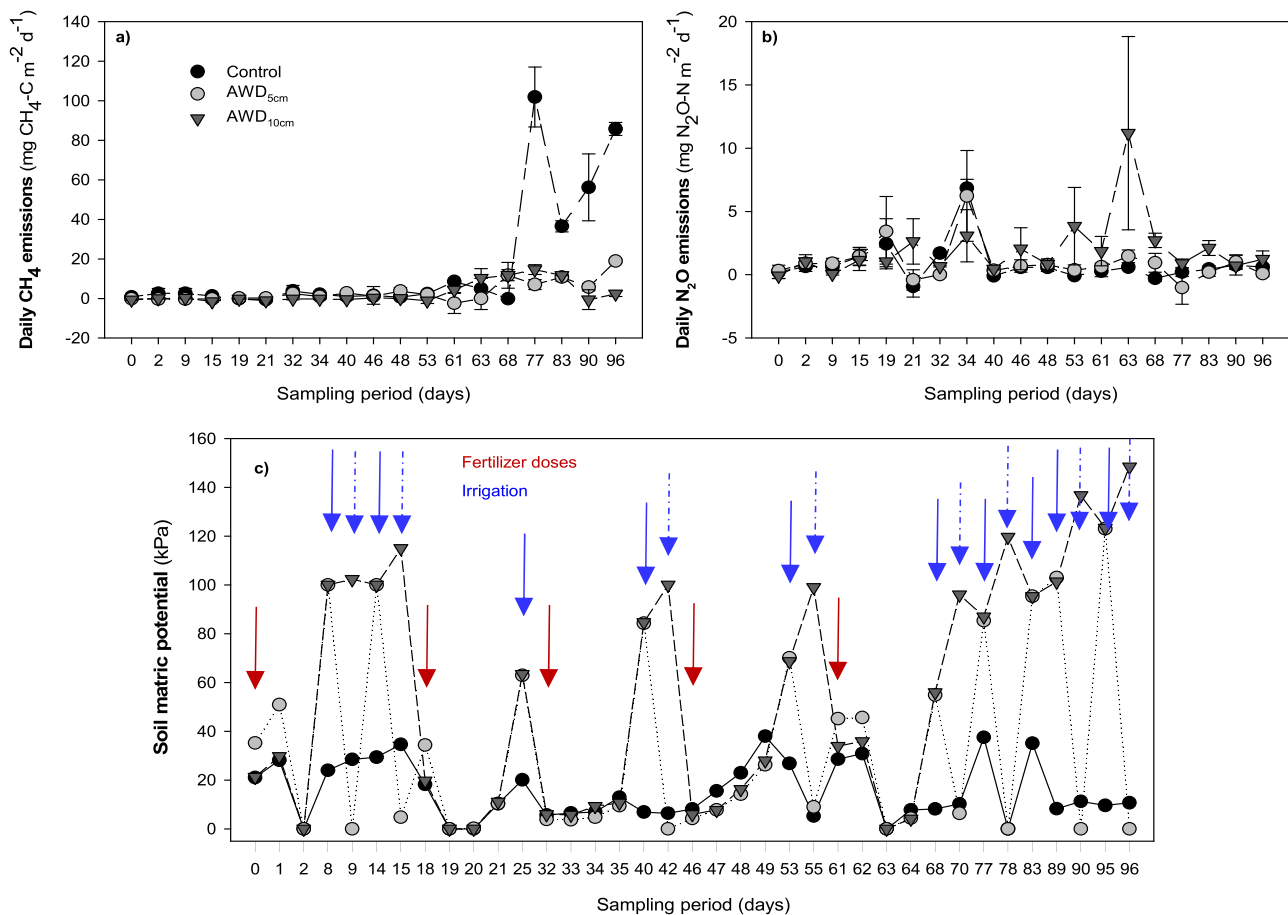 a)
Daily CH4 emissions (mg CH4-C m-2 d-1)
140
120
100
80
60
40
20
0
-20
Control
AWD5cm
AWD10cm
0 2 9 15 19 21 32 34 40 46 48 53 61 63 68 77 83 90 96
Sampling period (days)
b)
Daily N2O emissions (mg N2O-N m-2 d-1)
20
15
10
5
0
-5
0 2 9 15 19 21 32 34 40 46 48 53 61 63 68 77 83 90 96
Sampling period (days)
c)
Soil matric potential (kPa)
160
140
120
100
80
60
40
20
0
Fertilizer doses
Irrigation
0 1 2 8 9 14 15 18 19 20 21 25 32 33 34 35 40 42 46 47 48 49 53 55 61 62 63 64 68 70 77 78 83 89 90 95 96
Sampling period (days)